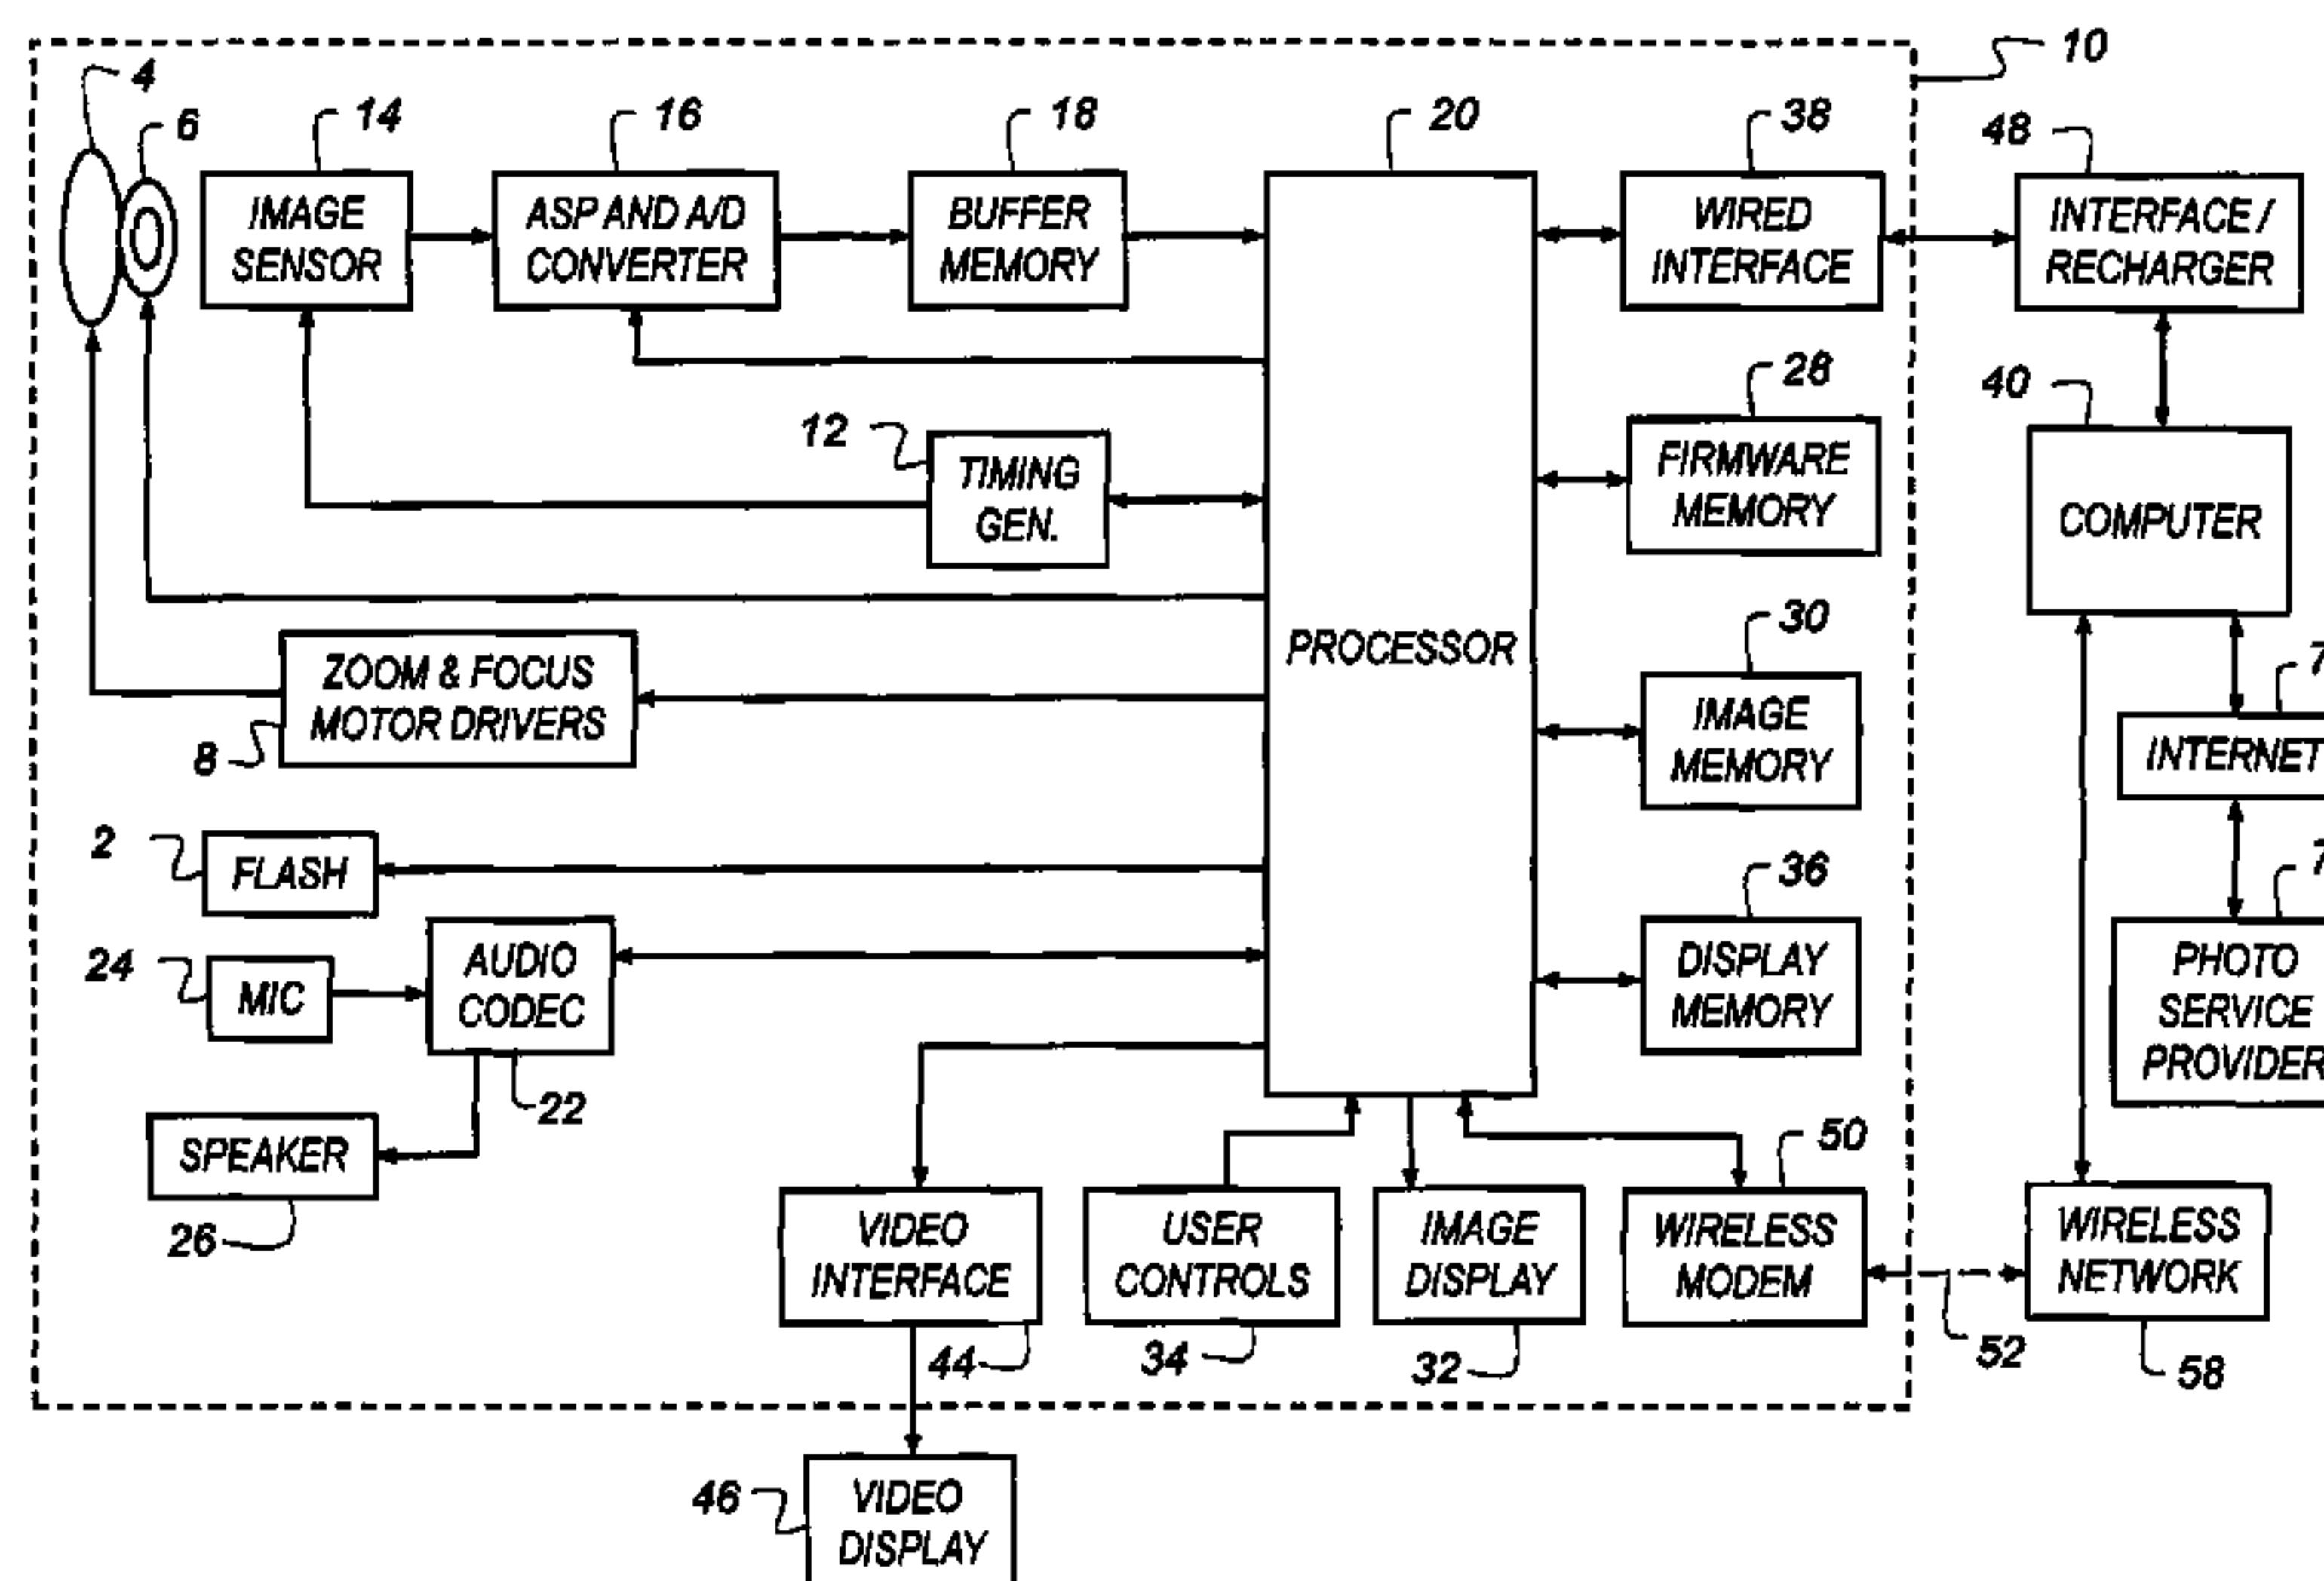 10
4
6
14
16
18
20
38
48
IMAGE
SENSOR
ASP AND A/D
CONVERTER
BUFFER
MEMORY
WIRED
INTERFACE
INTERFACE /
RECHARGER
28
40
12
TIMING
GEN.
FIRMWARE
MEMORY
COMPUTER
PROCESSOR
30
ZOOM & FOCUS
MOTOR DRIVERS
8
IMAGE
MEMORY
INTERNET
2
FLASH
36
24
MIC
AUDIO
CODEC
22
DISPLAY
MEMORY
PHOTO
SERVICE
PROVIDER
SPEAKER
26
50
VIDEO
INTERFACE
44
USER
CONTROLS
34
IMAGE
DISPLAY
32
WIRELESS
MODEM
52
WIRELESS
NETWORK
58
46
VIDEO
DISPLAY